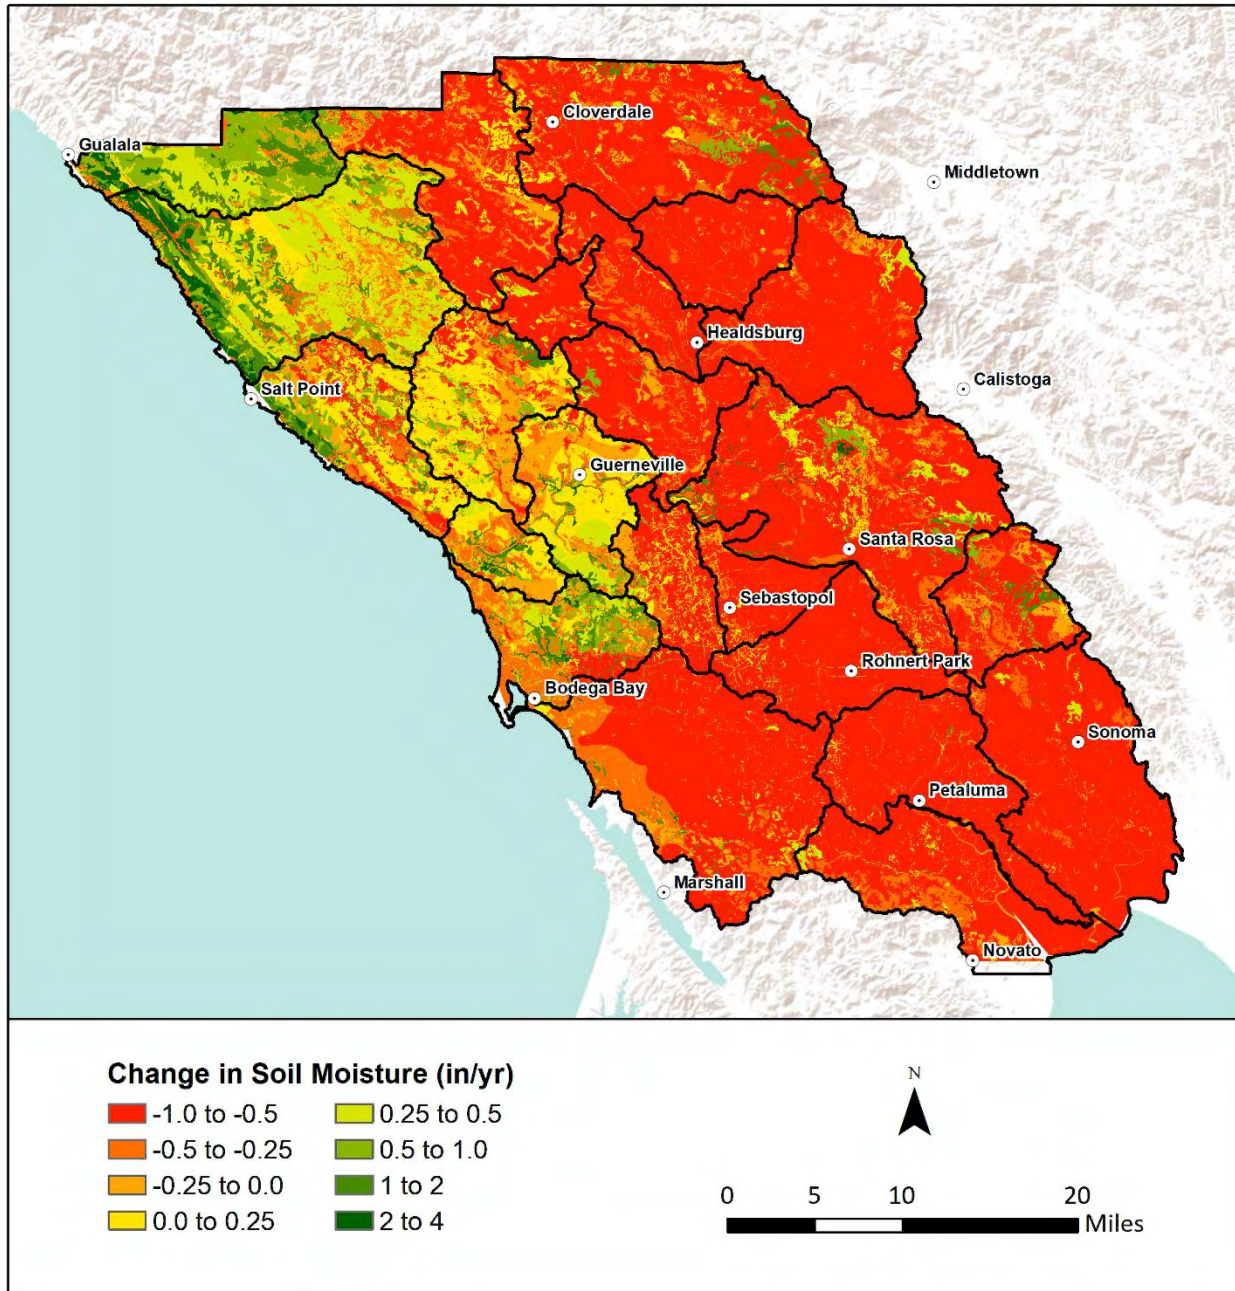 Cloverdale
Gualala
Middletown
Healdsburg
Calistoga
Salt Point
Guerneville
Santa Rosa
Sebastopol
Rohnert Park
Bodega Bay
Sonoma
Petaluma
Marshall
Novato
Change in Soil Moisture (in/yr)
-1.0 to -0.5
-0.5 to -0.25
-0.25 to 0.0
0.0 to 0.25
0.25 to 0.5
0.5 to 1.0
1 to 2
2 to 4
N
0 5 10 20
Miles